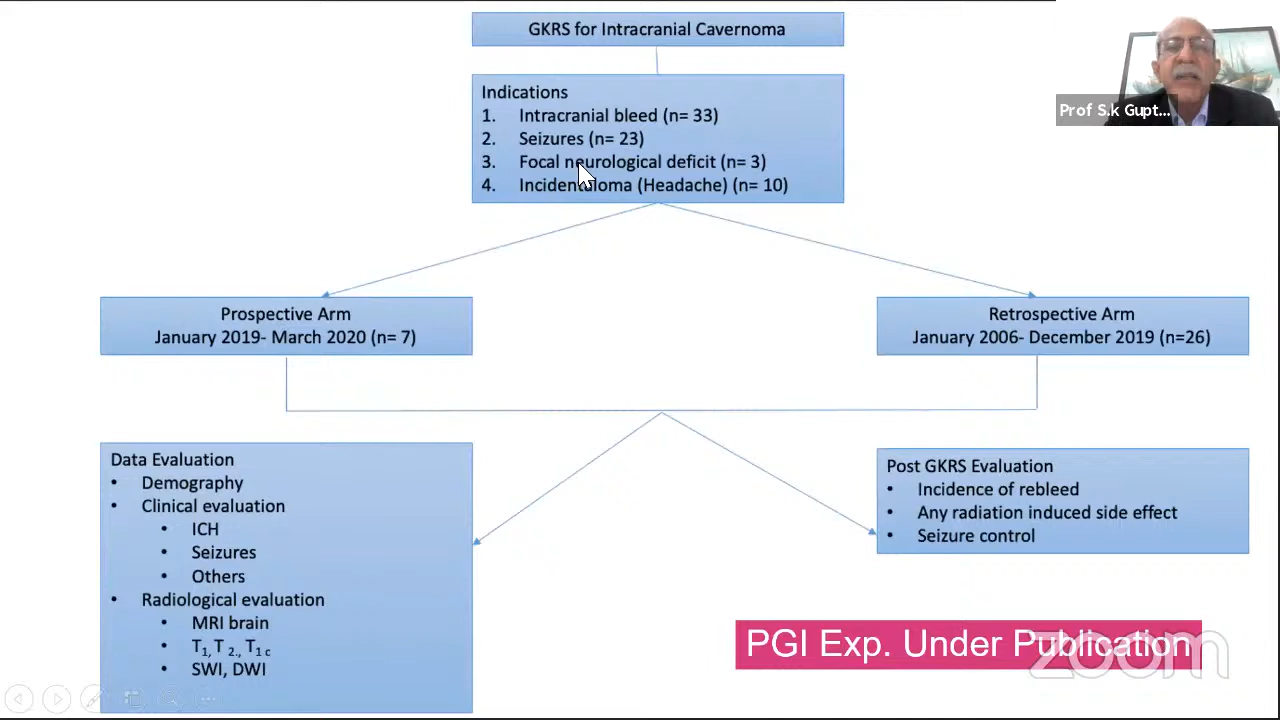 GKRS for Intracranial Cavernoma
Prof S.k Gupt...
Indications
1. Intracranial bleed (n= 33)
2. Seizures (n= 23)
3. Focal neurological deficit (n= 3)
4. Incidentaloma (Headache) (n= 10)
Prospective Arm
January 2019- March 2020 (n= 7)
Retrospective Arm
January 2006- December 2019 (n=26)
Data Evaluation
• Demography
• Clinical evaluation
• ICH
• Seizures
• Others
• Radiological evaluation
• MRI brain
• T1, T 2., T1 c
• SWI, DWI
Post GKRS Evaluation
• Incidence of rebleed
• Any radiation induced side effect
• Seizure control
PGI Exp. Under Publication
zoom